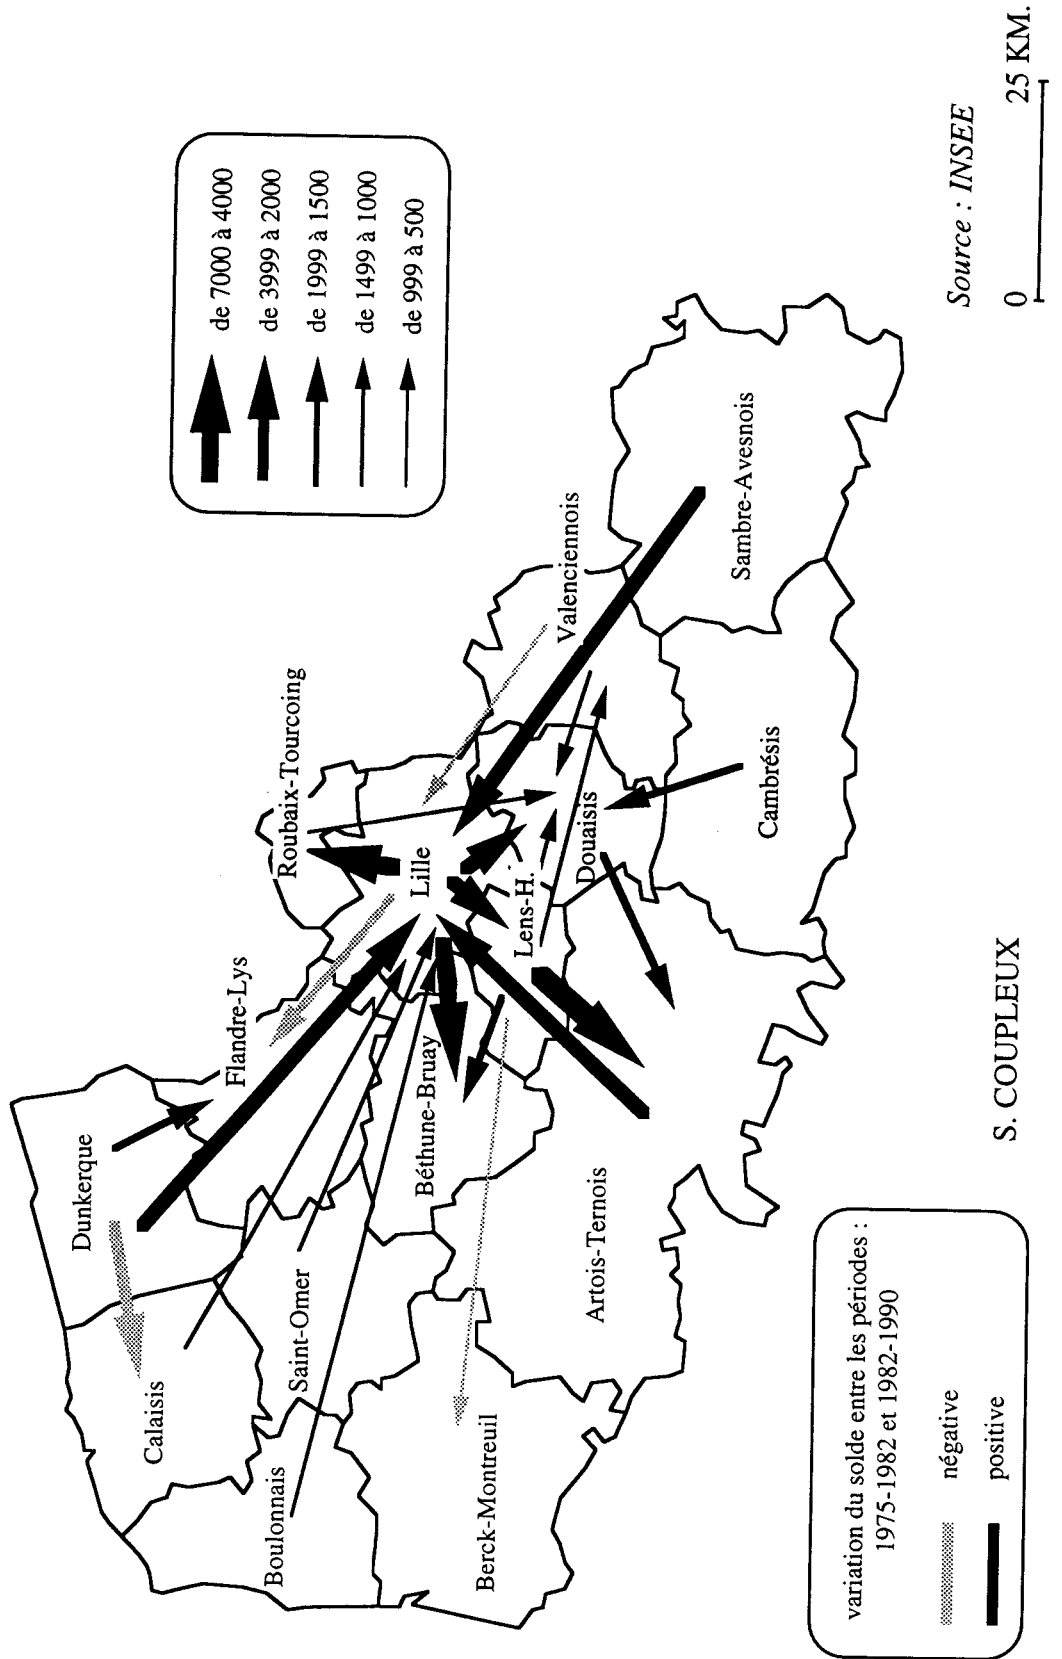 de 7000 à 4000
de 3999 à 2000
de 1999 à 1500
de 1499 à 1000
de 999 à 500
Dunkerque
Calaisis
Flandre-Lys
Roubaix-Tourcoing
Boulonnais
Saint-Omer
Lille
Béthune-Bruay
Lens-H.
Valenciennois
Berck-Montreuil
Artois-Ternois
Douaisis
Cambrésis
Sambre-Avesnois
variation du solde entre les périodes :
1975-1982 et 1982-1990
négative
positive
S. COUPLEUX
Source : INSEE
0 25 KM.